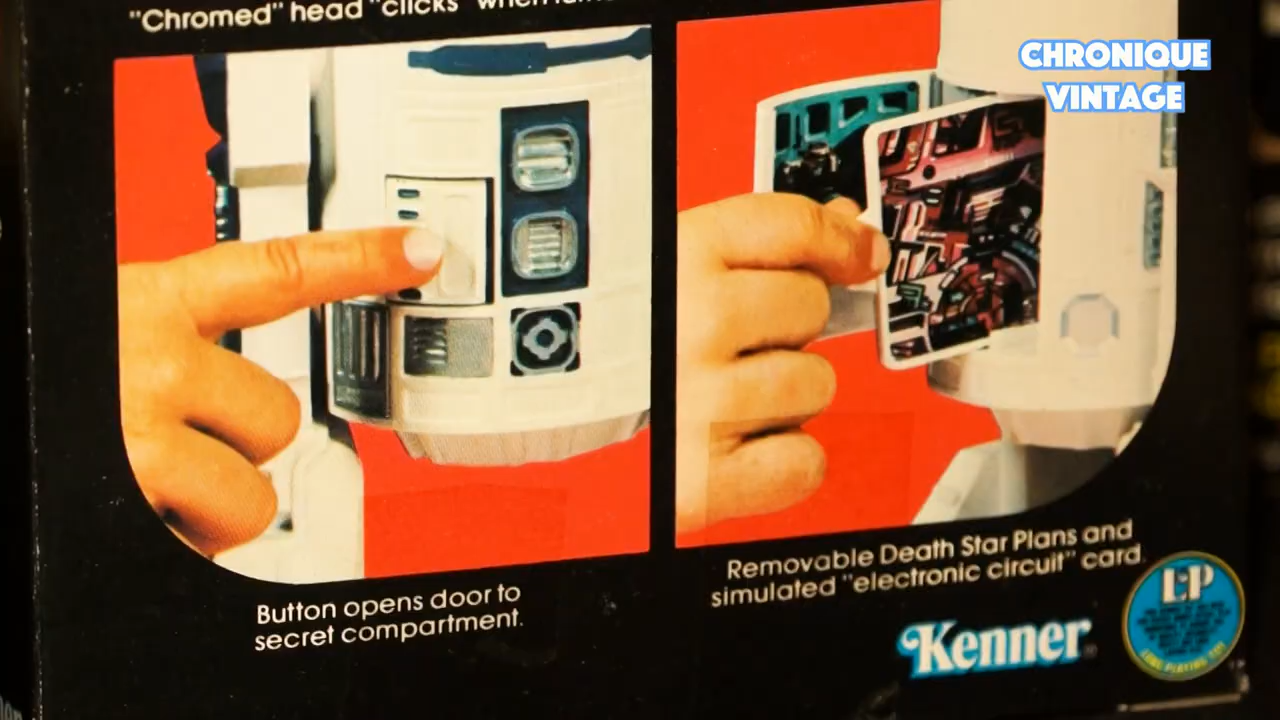 "Chromed" head "clicks" when
CHRONIQUE
VINTAGE
Button opens door to
secret compartment.
Removable Death Star Plans and
simulated "electronic circuit" card.
Kenner
LP
LONG PLAYING TOY